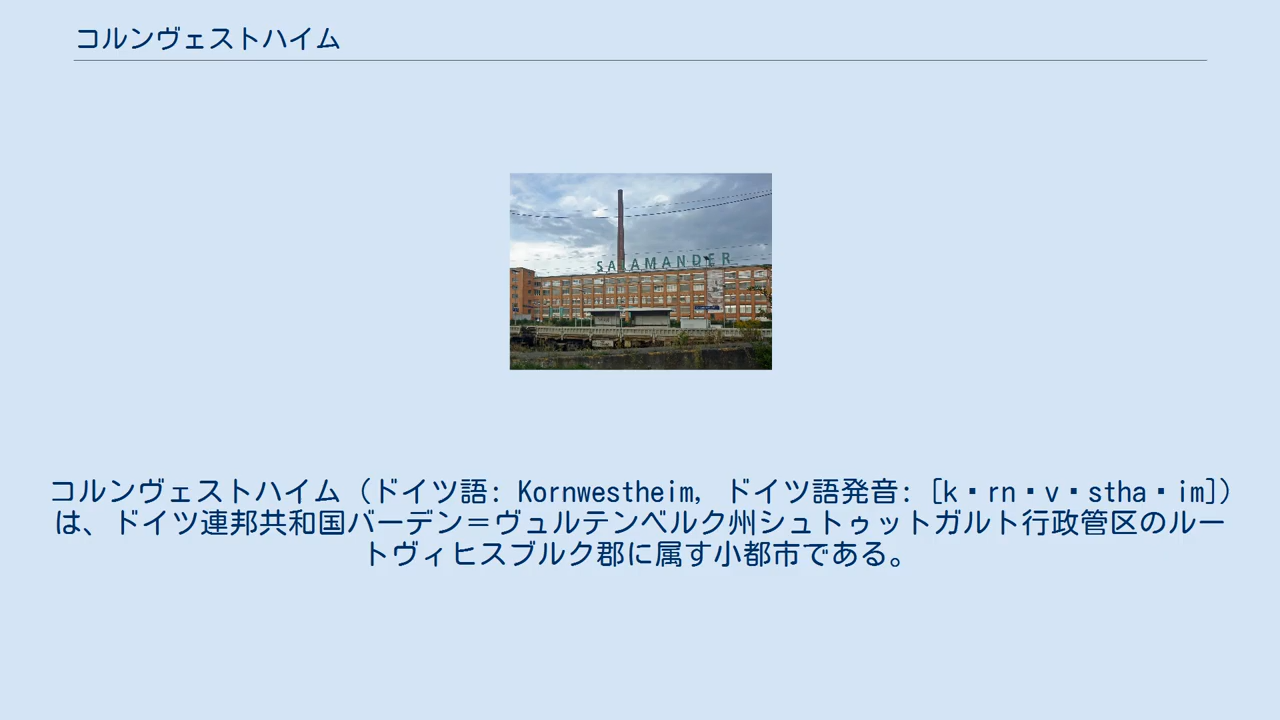 コルンヴェストハイム
SALAMANDER
コルンヴェストハイム（ドイツ語: Kornwestheim, ドイツ語発音: [k・rn・v・stha・im]）
は、ドイツ連邦共和国バーデン＝ヴュルテンベルク州シュトゥットガルト行政管区のルー
トヴィヒスブルク郡に属す小都市である。